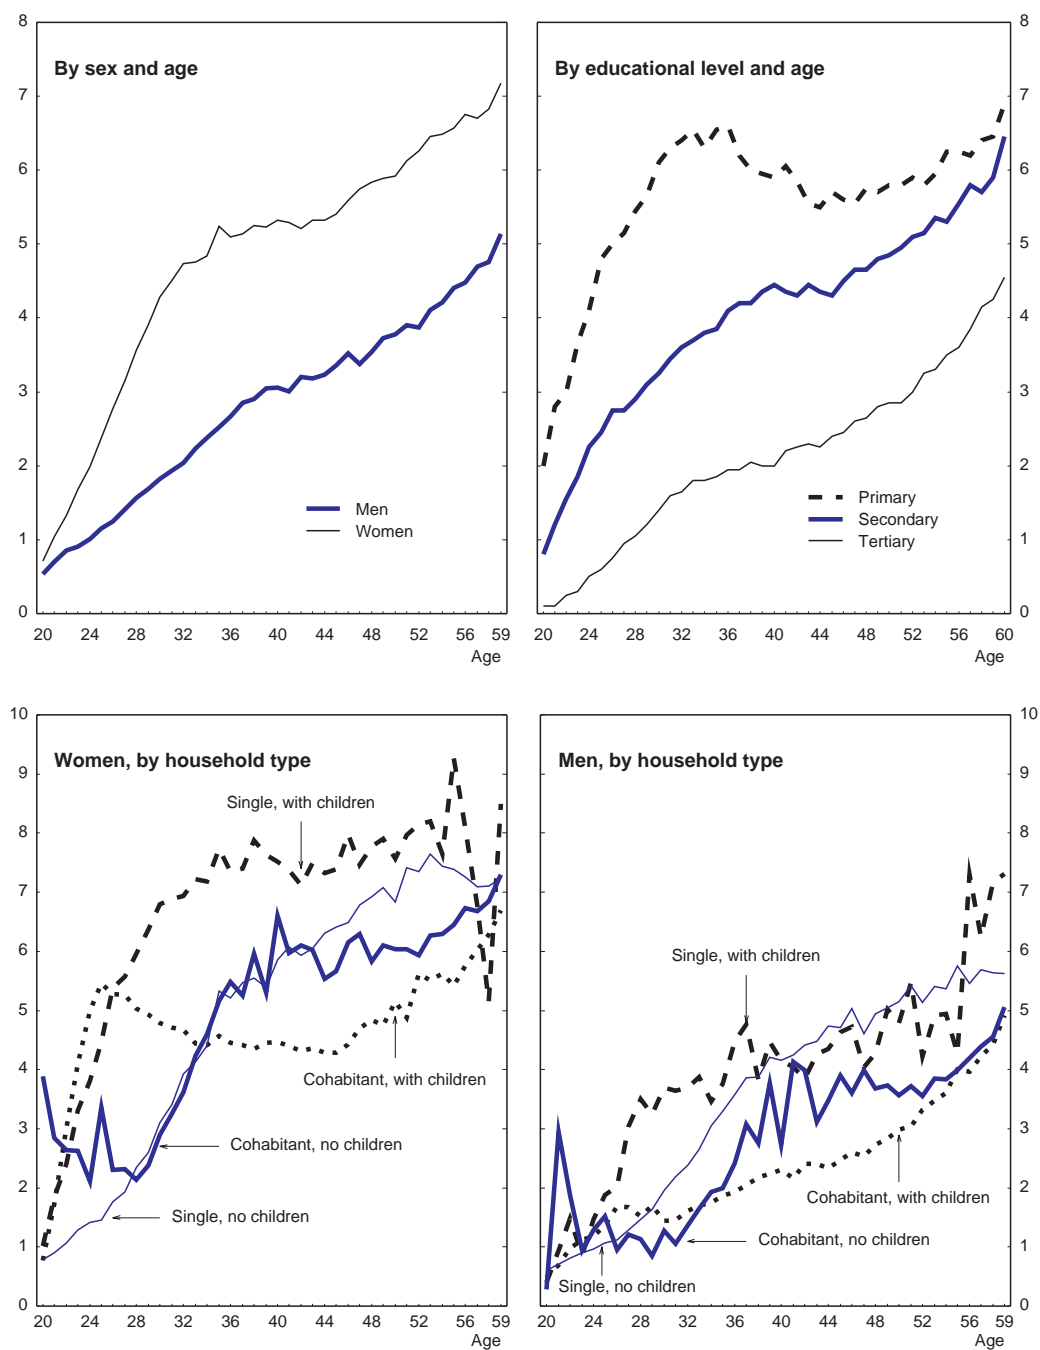 8
7
6
5
4
3
2
1
0
By sex and age
Men
Women
20 24 28 32 36 40 44 48 52 56 59
Age
8
7
6
5
4
3
2
1
0
By educational level and age
Primary
Secondary
Tertiary
20 24 28 32 36 40 44 48 52 56 60
Age
10
9
8
7
6
5
4
3
2
1
0
Women, by household type
Single, with children
Cohabitant, with children
Cohabitant, no children
Single, no children
20 24 28 32 36 40 44 48 52 56 59
Age
10
9
8
7
6
5
4
3
2
1
0
Men, by household type
Single, with children
Cohabitant, with children
Cohabitant, no children
Single, no children
20 24 28 32 36 40 44 48 52 56 59
Age